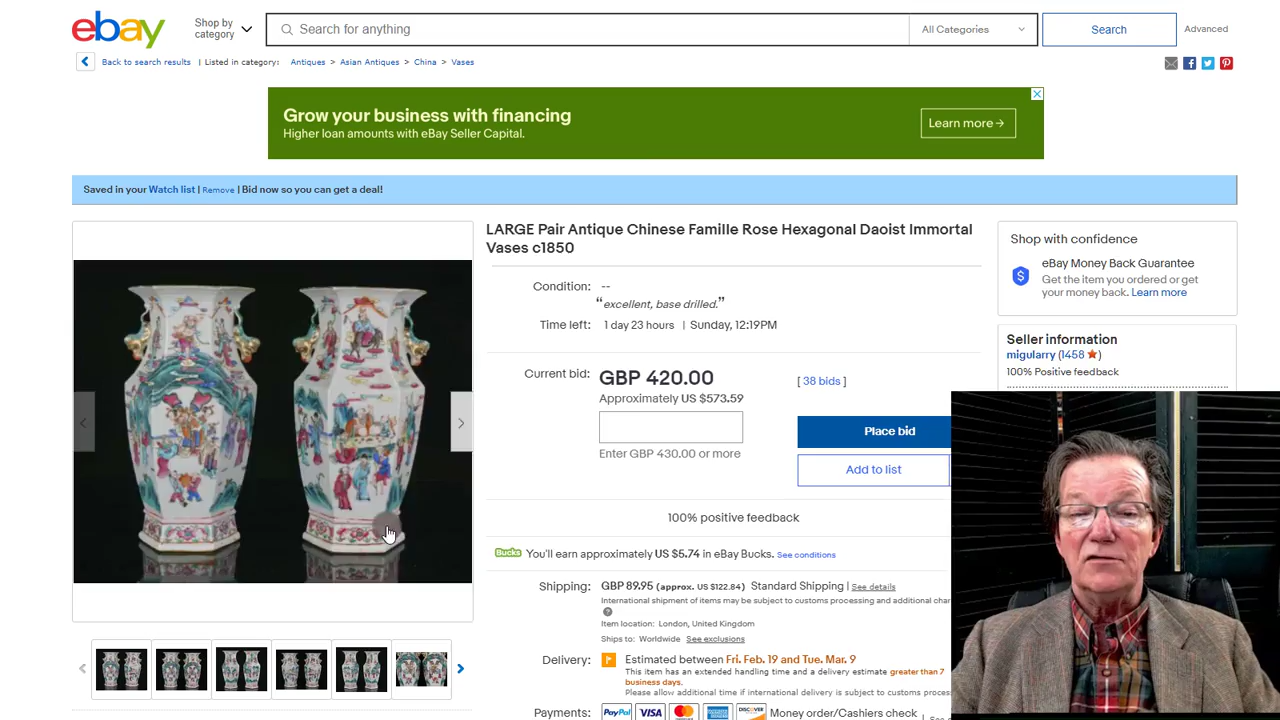 ebay
Shop by category
Search for anything
All Categories
Search
Advanced
Back to search results | Listed in category: Antiques > Asian Antiques > China > Vases
Grow your business with financing
Higher loan amounts with eBay Seller Capital.
Learn more →
Saved in your Watch list | Remove | Bid now so you can get a deal!
LARGE Pair Antique Chinese Famille Rose Hexagonal Daoist Immortal
Vases c1850
Condition: --
“excellent, base drilled.”
Time left: 1 day 23 hours | Sunday, 12:19PM
Current bid: GBP 420.00 [ 38 bids ]
Approximately US $573.59
Place bid
Enter GBP 430.00 or more
Add to list
100% positive feedback
Bucks You'll earn approximately US $5.74 in eBay Bucks. See conditions
Shipping: GBP 89.95 (approx. US $122.84) Standard Shipping | See details
International shipment of items may be subject to customs processing and additional char
Item location: London, United Kingdom
Ships to: Worldwide See exclusions
Delivery: Estimated between Fri. Feb. 19 and Tue. Mar. 9
This item has an extended handling time and a delivery estimate greater than 7
business days.
Please allow additional time if international delivery is subject to customs proces
Payments: PayPal VISA Money order/Cashiers check
Shop with confidence
eBay Money Back Guarantee
Get the item you ordered or get
your money back. Learn more
Seller information
migularry (1458 )
100% Positive feedback